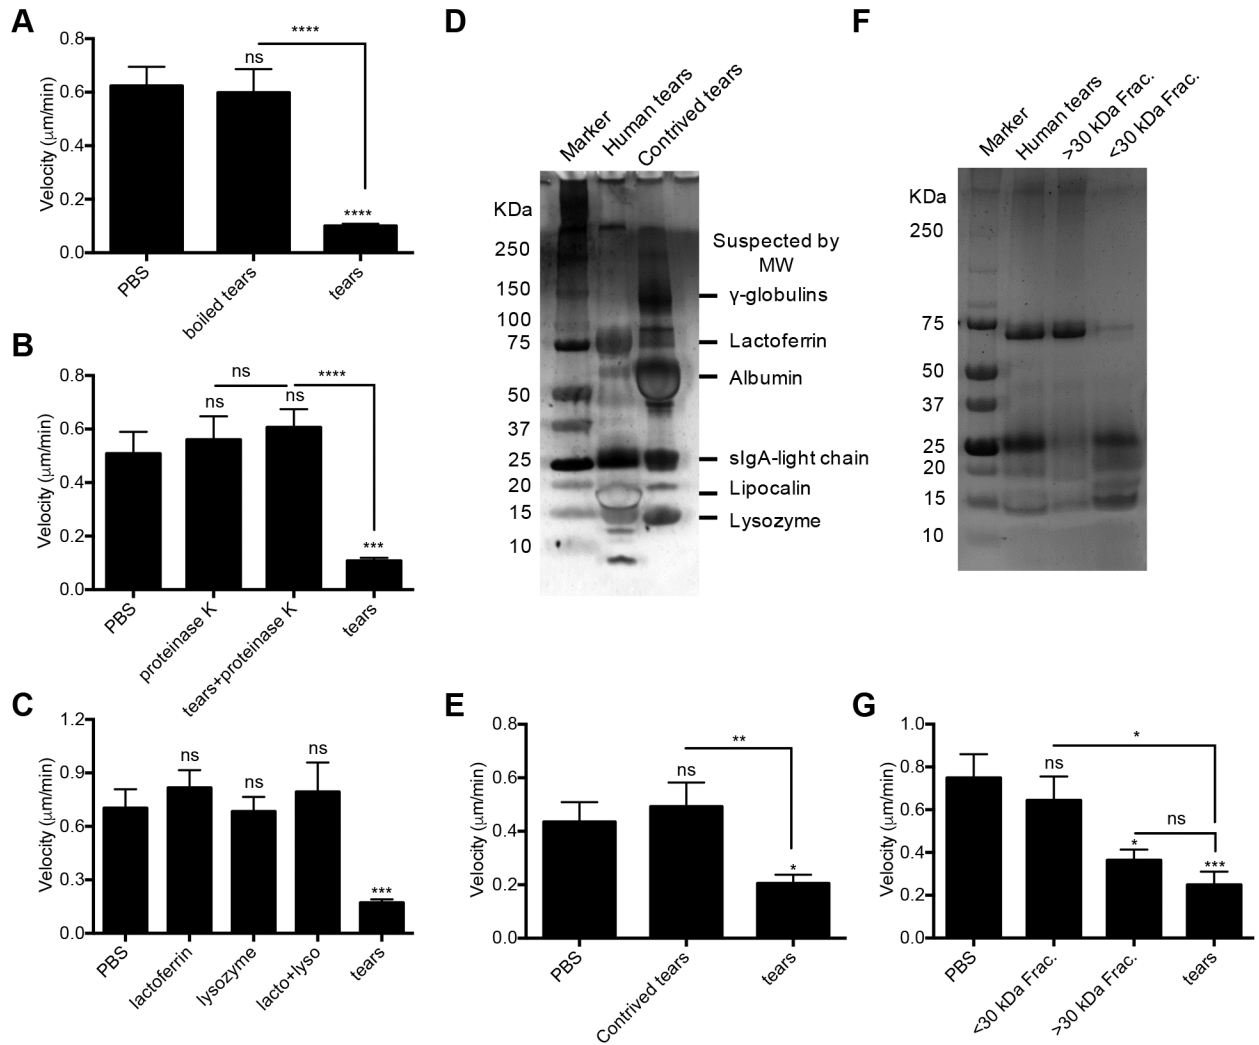 A
0.8
0.6
0.4
0.2
0.0
Velocity (μm/min)
ns
****
****
PBS
boiled tears
tears
B
0.8
0.6
0.4
0.2
0.0
Velocity (μm/min)
ns
ns
ns
****
***
PBS
proteinase K
tears+proteinase K
tears
C
1.2
0.9
0.6
0.3
0.0
Velocity (μm/min)
ns
ns
ns
***
PBS
lactoferrin
lysozyme
lacto+lyso
tears
D
Marker
Human tears
Contrived tears
KDa
250
150
100
75
50
37
25
20
15
10
Suspected by
MW
γ-globulins
Lactoferrin
Albumin
sIgA-light chain
Lipocalin
Lysozyme
E
0.8
0.6
0.4
0.2
0.0
Velocity (μm/min)
ns
**
*
PBS
Contrived tears
tears
F
Marker
Human tears
>30 kDa Frac.
<30 kDa Frac.
KDa
250
75
50
37
25
20
15
10
G
1.0
0.8
0.6
0.4
0.2
0.0
Velocity (μm/min)
ns
*
*
ns
***
PBS
<30 kDa Frac.
>30 kDa Frac.
tears